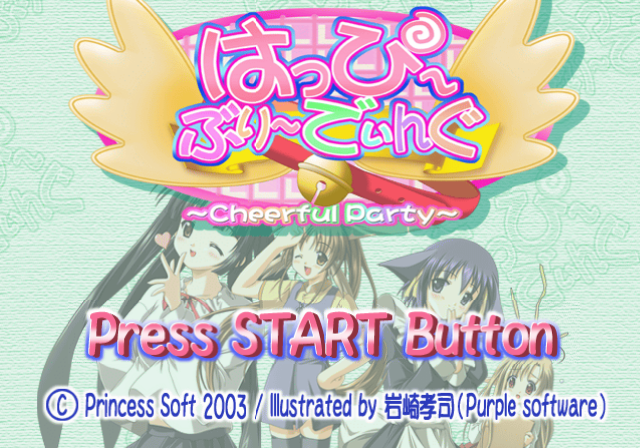 はっぴ〜
ぶり〜でぃんぐ
〜Cheerful Party〜
Press START Button
© Princess Soft 2003 / Illustrated by 岩崎孝司(Purple software)